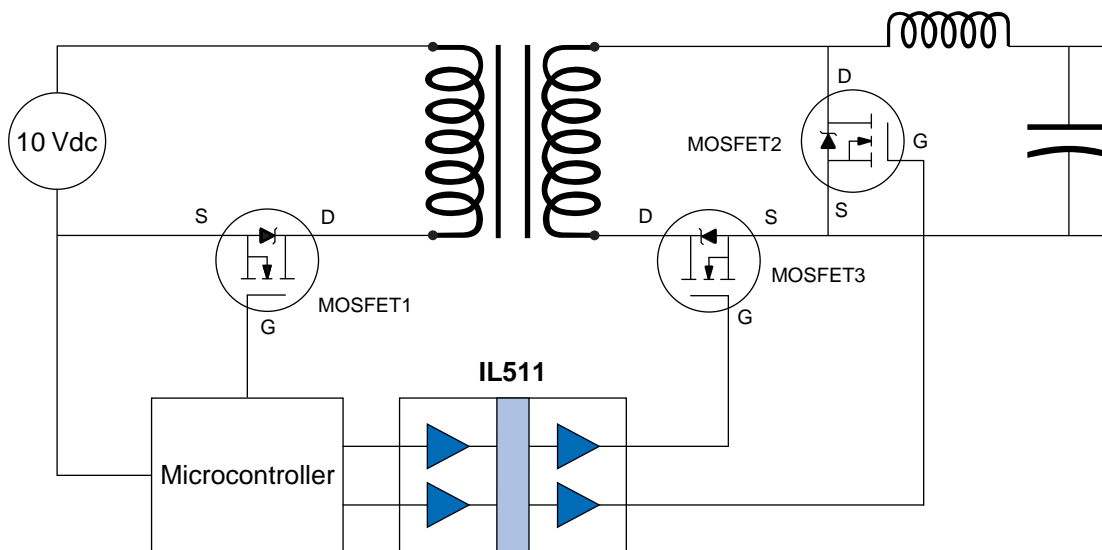 D
10 Vdc
MOSFET2
G
S
S
D
D
S
MOSFET1
MOSFET3
G
G
IL511
Microcontroller